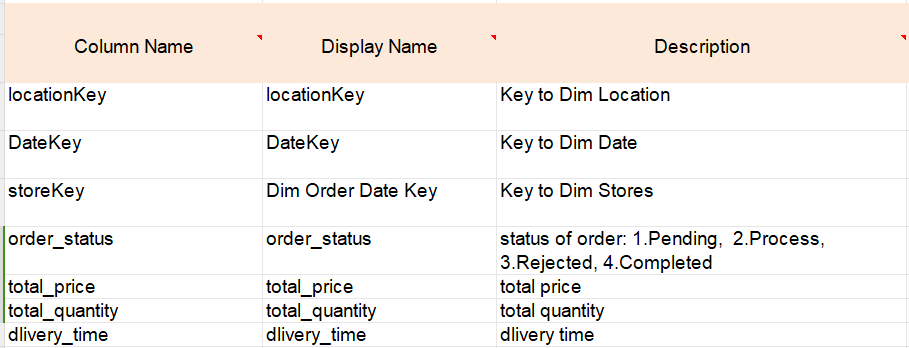 Column Name Display Name Description
locationKey locationKey Key to Dim Location
DateKey DateKey Key to Dim Date
storeKey Dim Order Date Key Key to Dim Stores
order_status order_status status of order: 1.Pending,  2.Process,
3.Rejected, 4.Completed
total_price total_price total price
total_quantity total_quantity total quantity
dlivery_time dlivery_time dlivery time